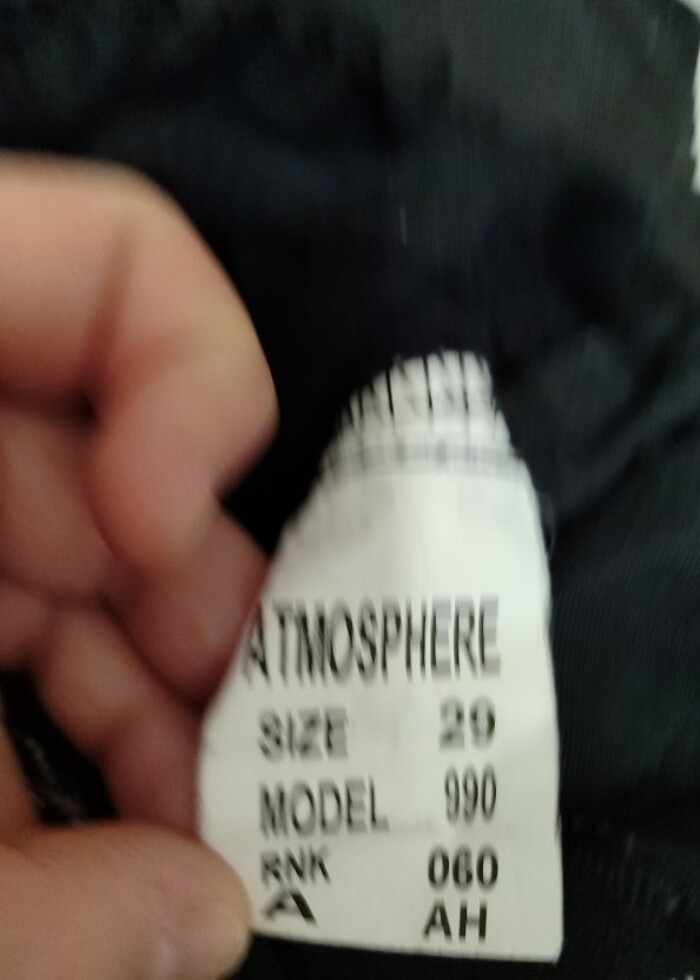 ATMOSPHERE
SIZE 29
MODEL 990
RNK 060
A AH